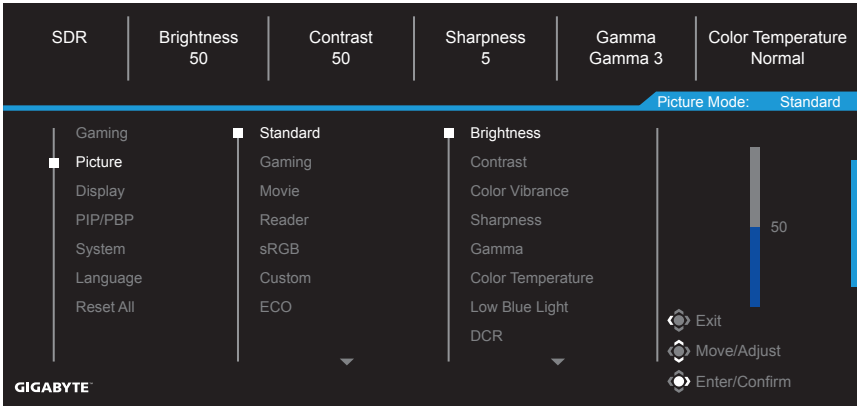 SDR Brightness Contrast Sharpness Gamma Color Temperature
50 50 5 Gamma 3 Normal
Picture Mode: Standard
Gaming Standard Brightness
Picture Gaming Contrast
Display Movie Color Vibrance
PIP/PBP Reader Sharpness
50
System sRGB Gamma
Language Custom Color Temperature
Reset All ECO Low Blue Light
Exit
DCR
Move/Adjust
GIGABYTE™
Enter/Confirm